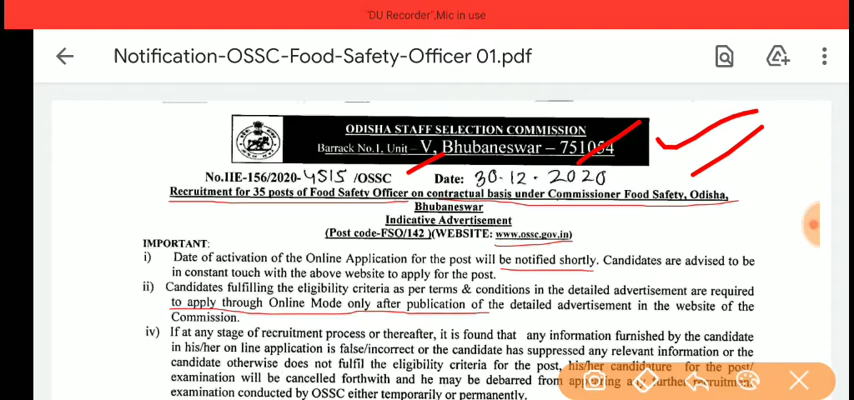 "DU Recorder",Mic in use
Notification-OSSC-Food-Safety-Officer 01.pdf
ODISHA STAFF SELECTION COMMISSION
Barrack No.1, Unit – V, Bhubaneswar – 751054
No.IIE-156/2020-4515 /OSSC Date: 30.12.2020
Recruitment for 35 posts of Food Safety Officer on contractual basis under Commissioner Food Safety, Odisha,
Bhubaneswar
Indicative Advertisement
(Post code-FSO/142 )(WEBSITE: www.ossc.gov.in)
IMPORTANT:
i) Date of activation of the Online Application for the post will be notified shortly. Candidates are advised to be
in constant touch with the above website to apply for the post.
ii) Candidates fulfilling the eligibility criteria as per terms & conditions in the detailed advertisement are required
to apply through Online Mode only after publication of the detailed advertisement in the website of the
Commission.
iv) If at any stage of recruitment process or thereafter, it is found that any information furnished by the candidate
in his/her on line application is false/incorrect or the candidate has suppressed any relevant information or the
candidate otherwise does not fulfil the eligibility criteria for the post, his/her candidature for the post/
examination will be cancelled forthwith and he may be debarred from appearing any further recruitment
examination conducted by OSSC either temporarily or permanently.